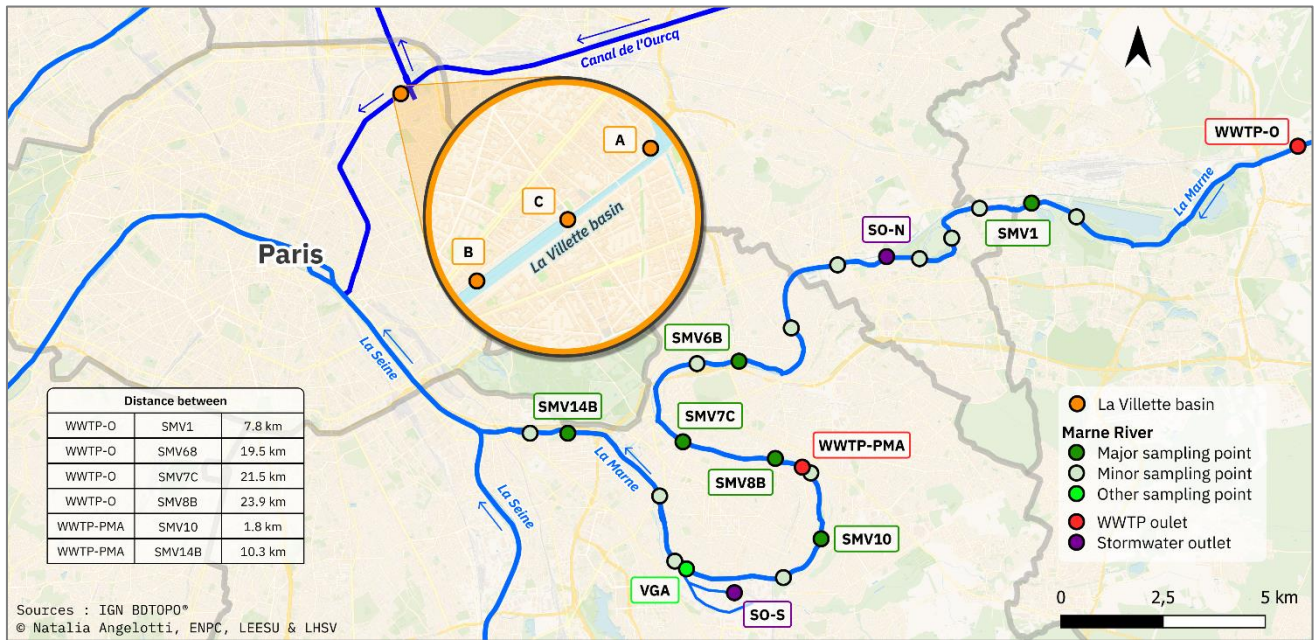 Canal de l'Ourcq
WWTP-O
A
La Marne
C
SO-N
SMV1
La Villette basin
B
Paris
SMV6B
La Seine
Distance between
WWTP-O SMV1 7.8 km
WWTP-O SMV68 19.5 km
WWTP-O SMV7C 21.5 km
WWTP-O SMV8B 23.9 km
WWTP-PMA SMV10 1.8 km
WWTP-PMA SMV14B 10.3 km
SMV14B
SMV7C
WWTP-PMA
La Marne
SMV8B
La Seine
SMV10
VGA
SO-S
La Villette basin
Marne River
Major sampling point
Minor sampling point
Other sampling point
WWTP oulet
Stormwater outlet
0 2,5 5 km
Sources : IGN BDTOPO®
© Natalia Angelotti, ENPC, LEESU & LHSV